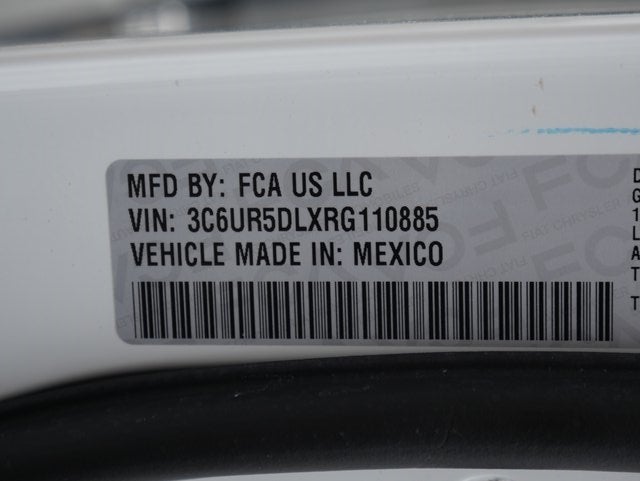 MFD BY: FCA US LLC
VIN: 3C6UR5DLXRG110885
VEHICLE MADE IN: MEXICO